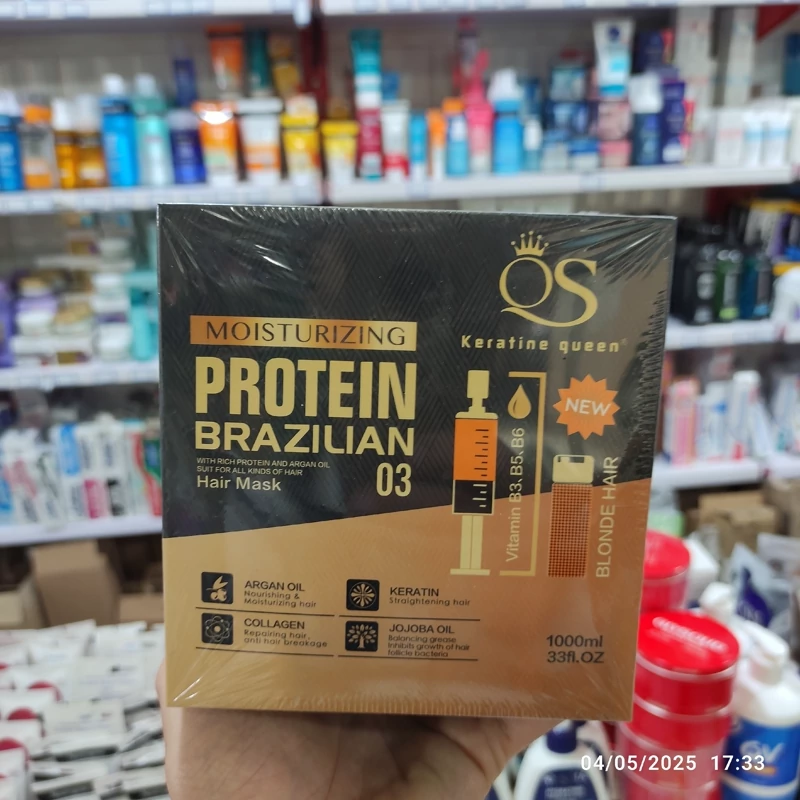 QS
Keratine queen®
MOISTURIZING
PROTEIN
BRAZILIAN
WITH RICH PROTEIN AND ARGAN OIL
SUIT FOR ALL KINDS OF HAIR
03
Hair Mask
Vitamin B3. B5. B6
NEW
BLONDE HAIR
ARGAN OIL
Nourishing &
Moisturizing hair
KERATIN
Straightening hair
COLLAGEN
Repairing hair,
anti hair breakage
JOJOBA OIL
Balancing grease
Inhibits growth of hair
follicle bacteria
1000ml
33fl.OZ
04/05/2025 17:33